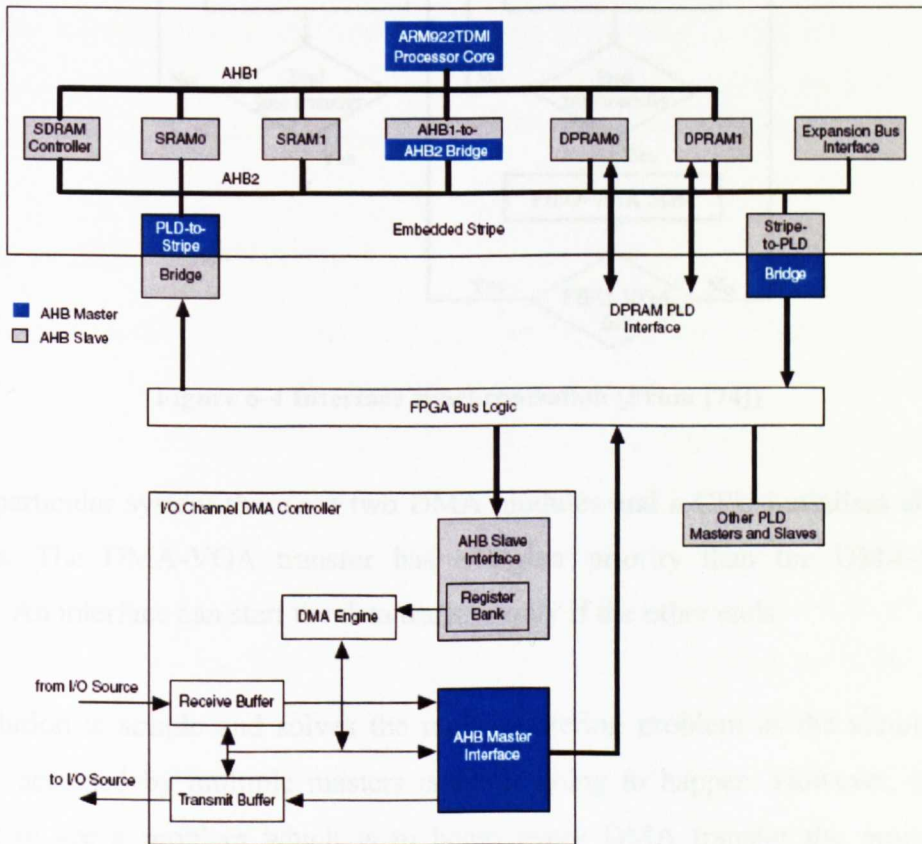 ARM922TDMI
Processor Core
AHB1
SDRAM
Controller
SRAM0
SRAM1
AHB1-to-
AHB2 Bridge
DPRAM0
DPRAM1
Expansion Bus
Interface
AHB2
PLD-to-
Stripe
Bridge
Embedded Stripe
Stripe-
to-PLD
Bridge
AHB Master
AHB Slave
DPRAM PLD
Interface
FPGA Bus Logic
I/O Channel DMA Controller
AHB Slave
Interface
Register
Bank
Other PLD
Masters and Slaves
DMA Engine
from I/O Source
Receive Buffer
AHB Master
Interface
to I/O Source
Transmit Buffer